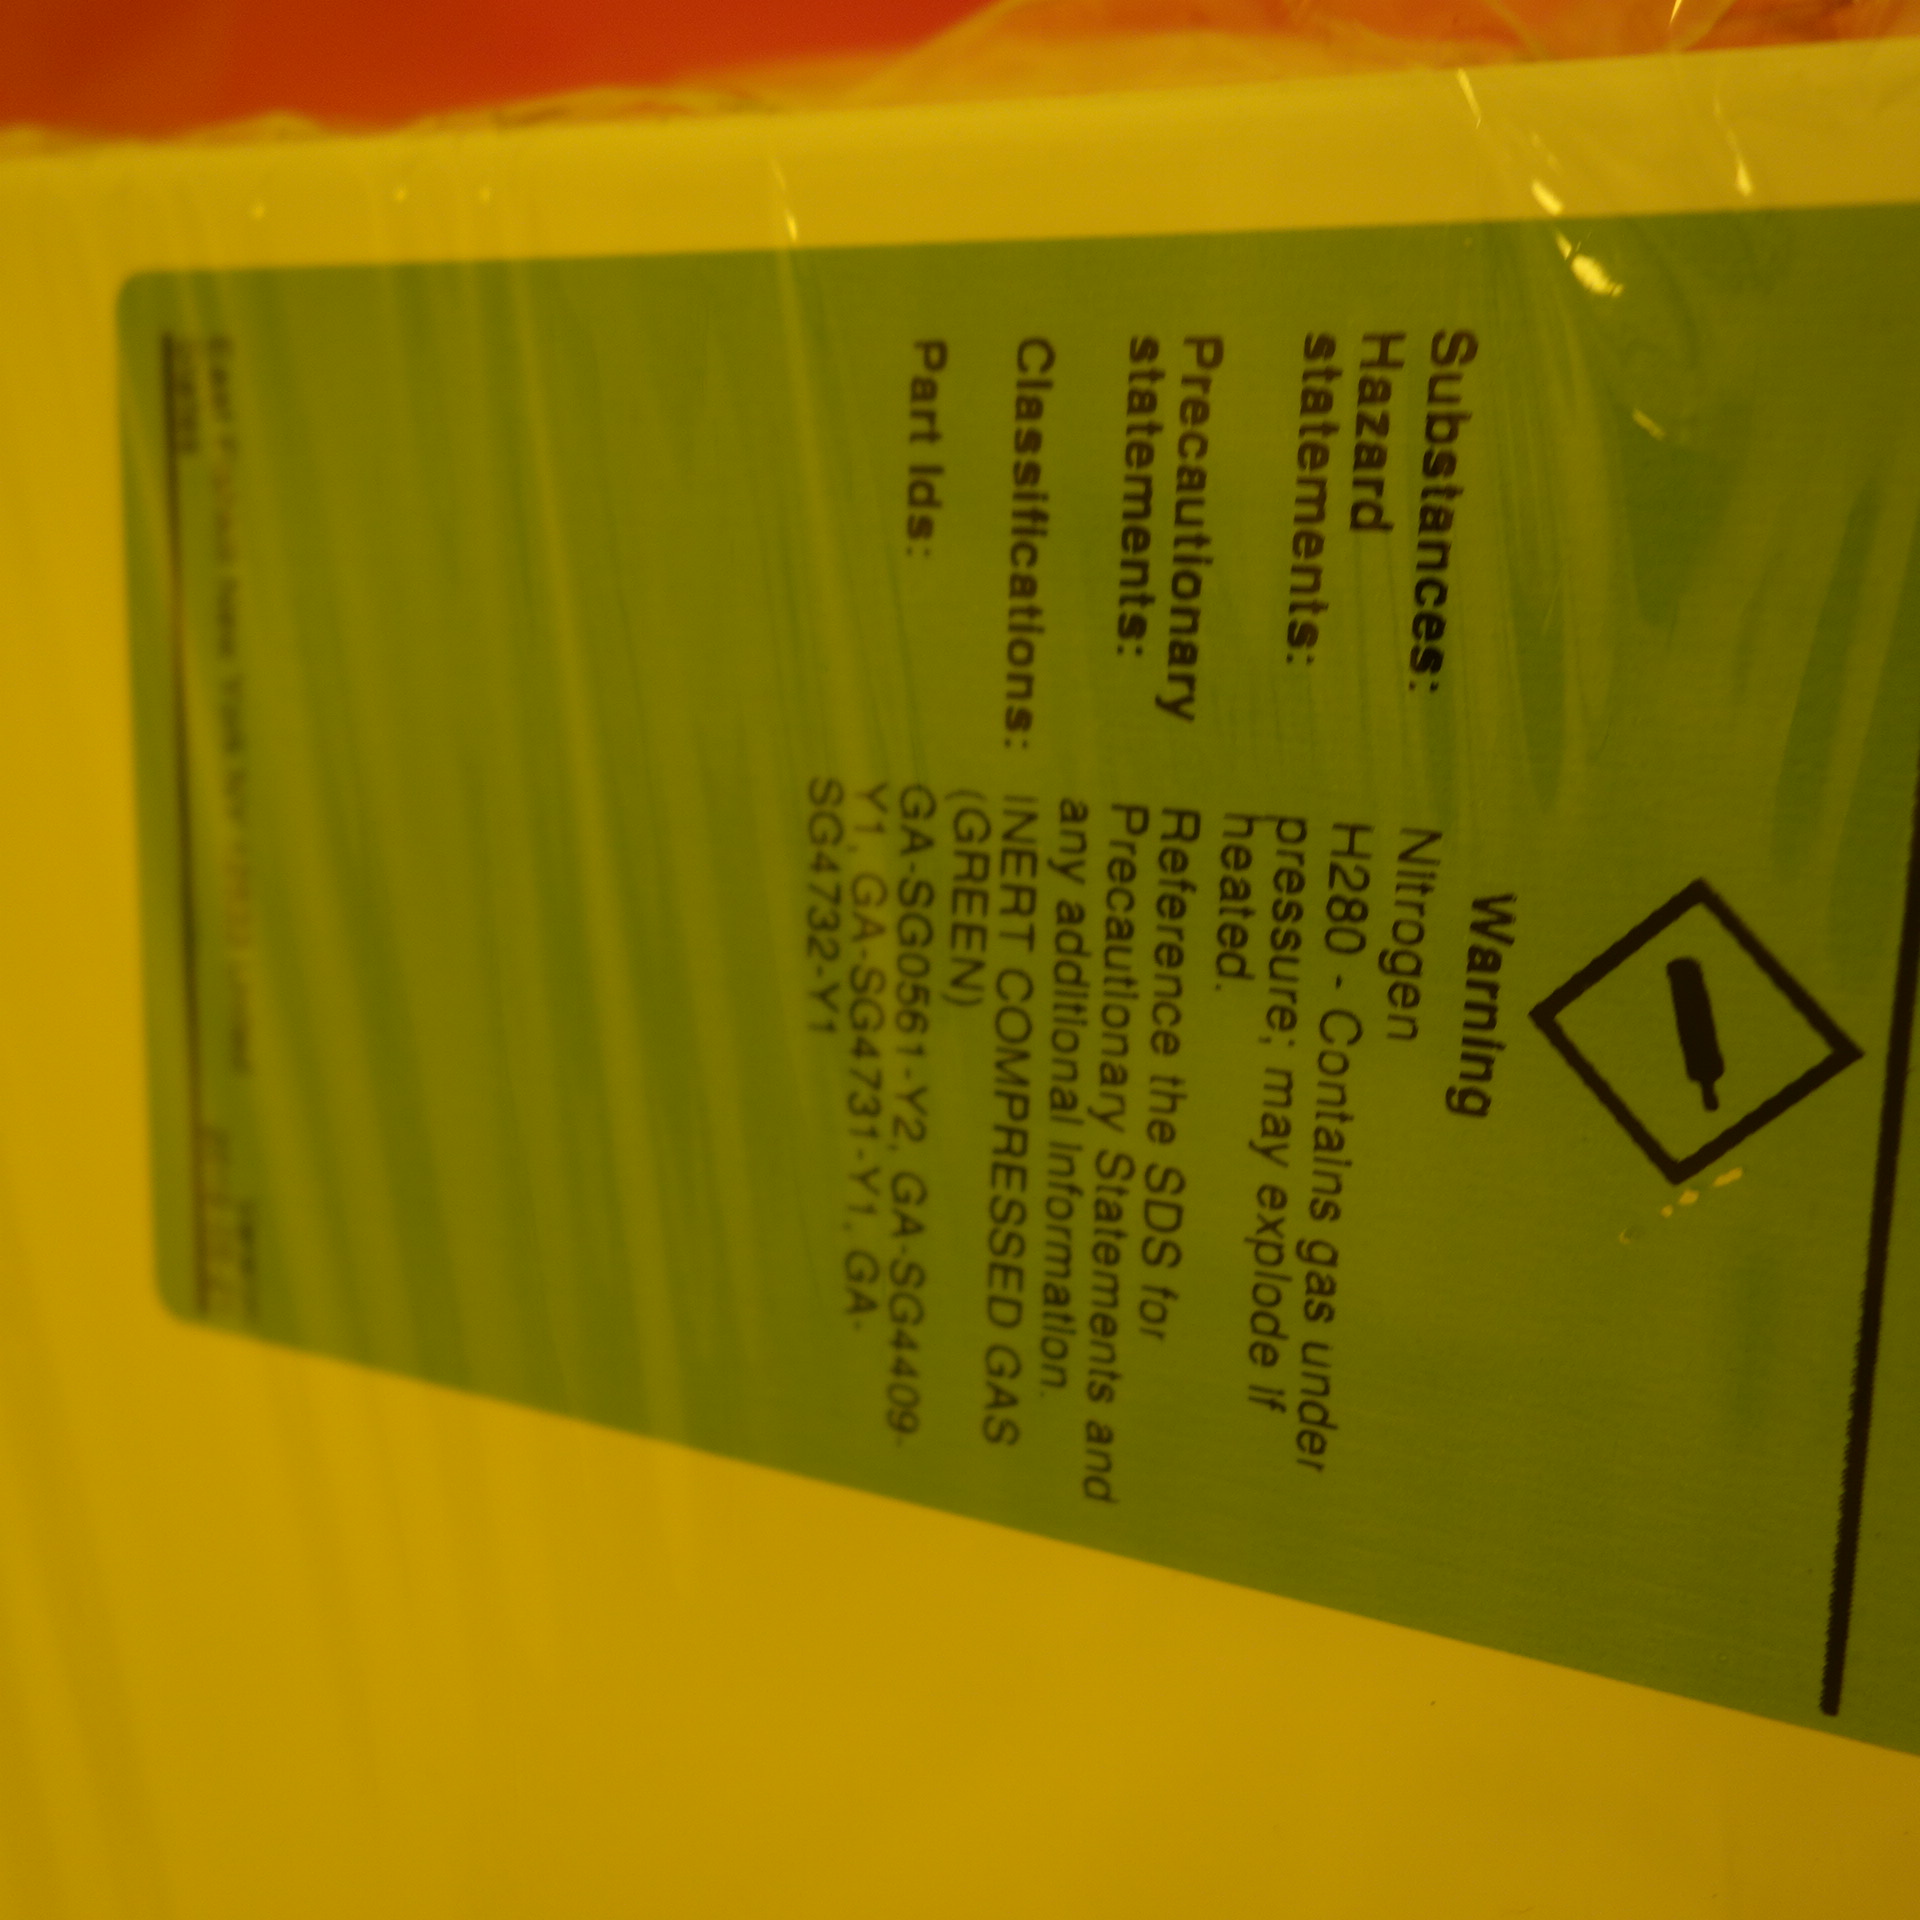 Warning
Substances: Nitrogen
Hazard H280 - Contains gas under
statements: pressure; may explode if
heated.
Precautionary Reference the SDS for
statements: Precautionary Statements and
any additional information.
Classifications: INERT COMPRESSED GAS
(GREEN)
Part Ids: GA-SG0561-Y2, GA-SG4409-
Y1, GA-SG4731-Y1, GA-
SG4732-Y1